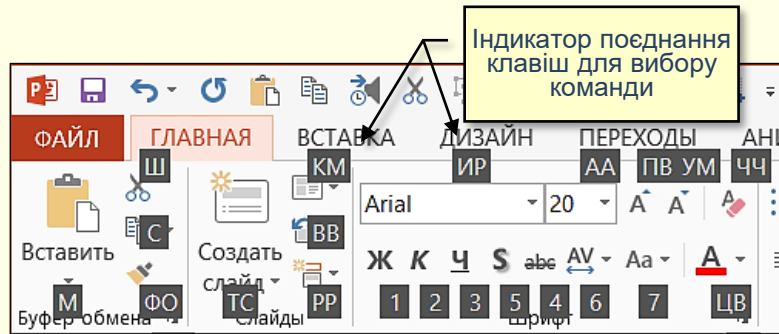 Індикатор поєднання
клавіш для вибору
команди
ФАЙЛ ГЛАВНАЯ ВСТАВКА ДИЗАЙН ПЕРЕХОДЫ АНИ
Ш КМ ИР АА ПВ УМ ЧЧ
Arial 20 А А
С ВВ
Вставить Создать слайд
Ж К Ч S abc AV Aa А
М ФО ТС РР 1 2 3 5 4 6 7 ЦВ
Буфер обмена Слайды Шрифт